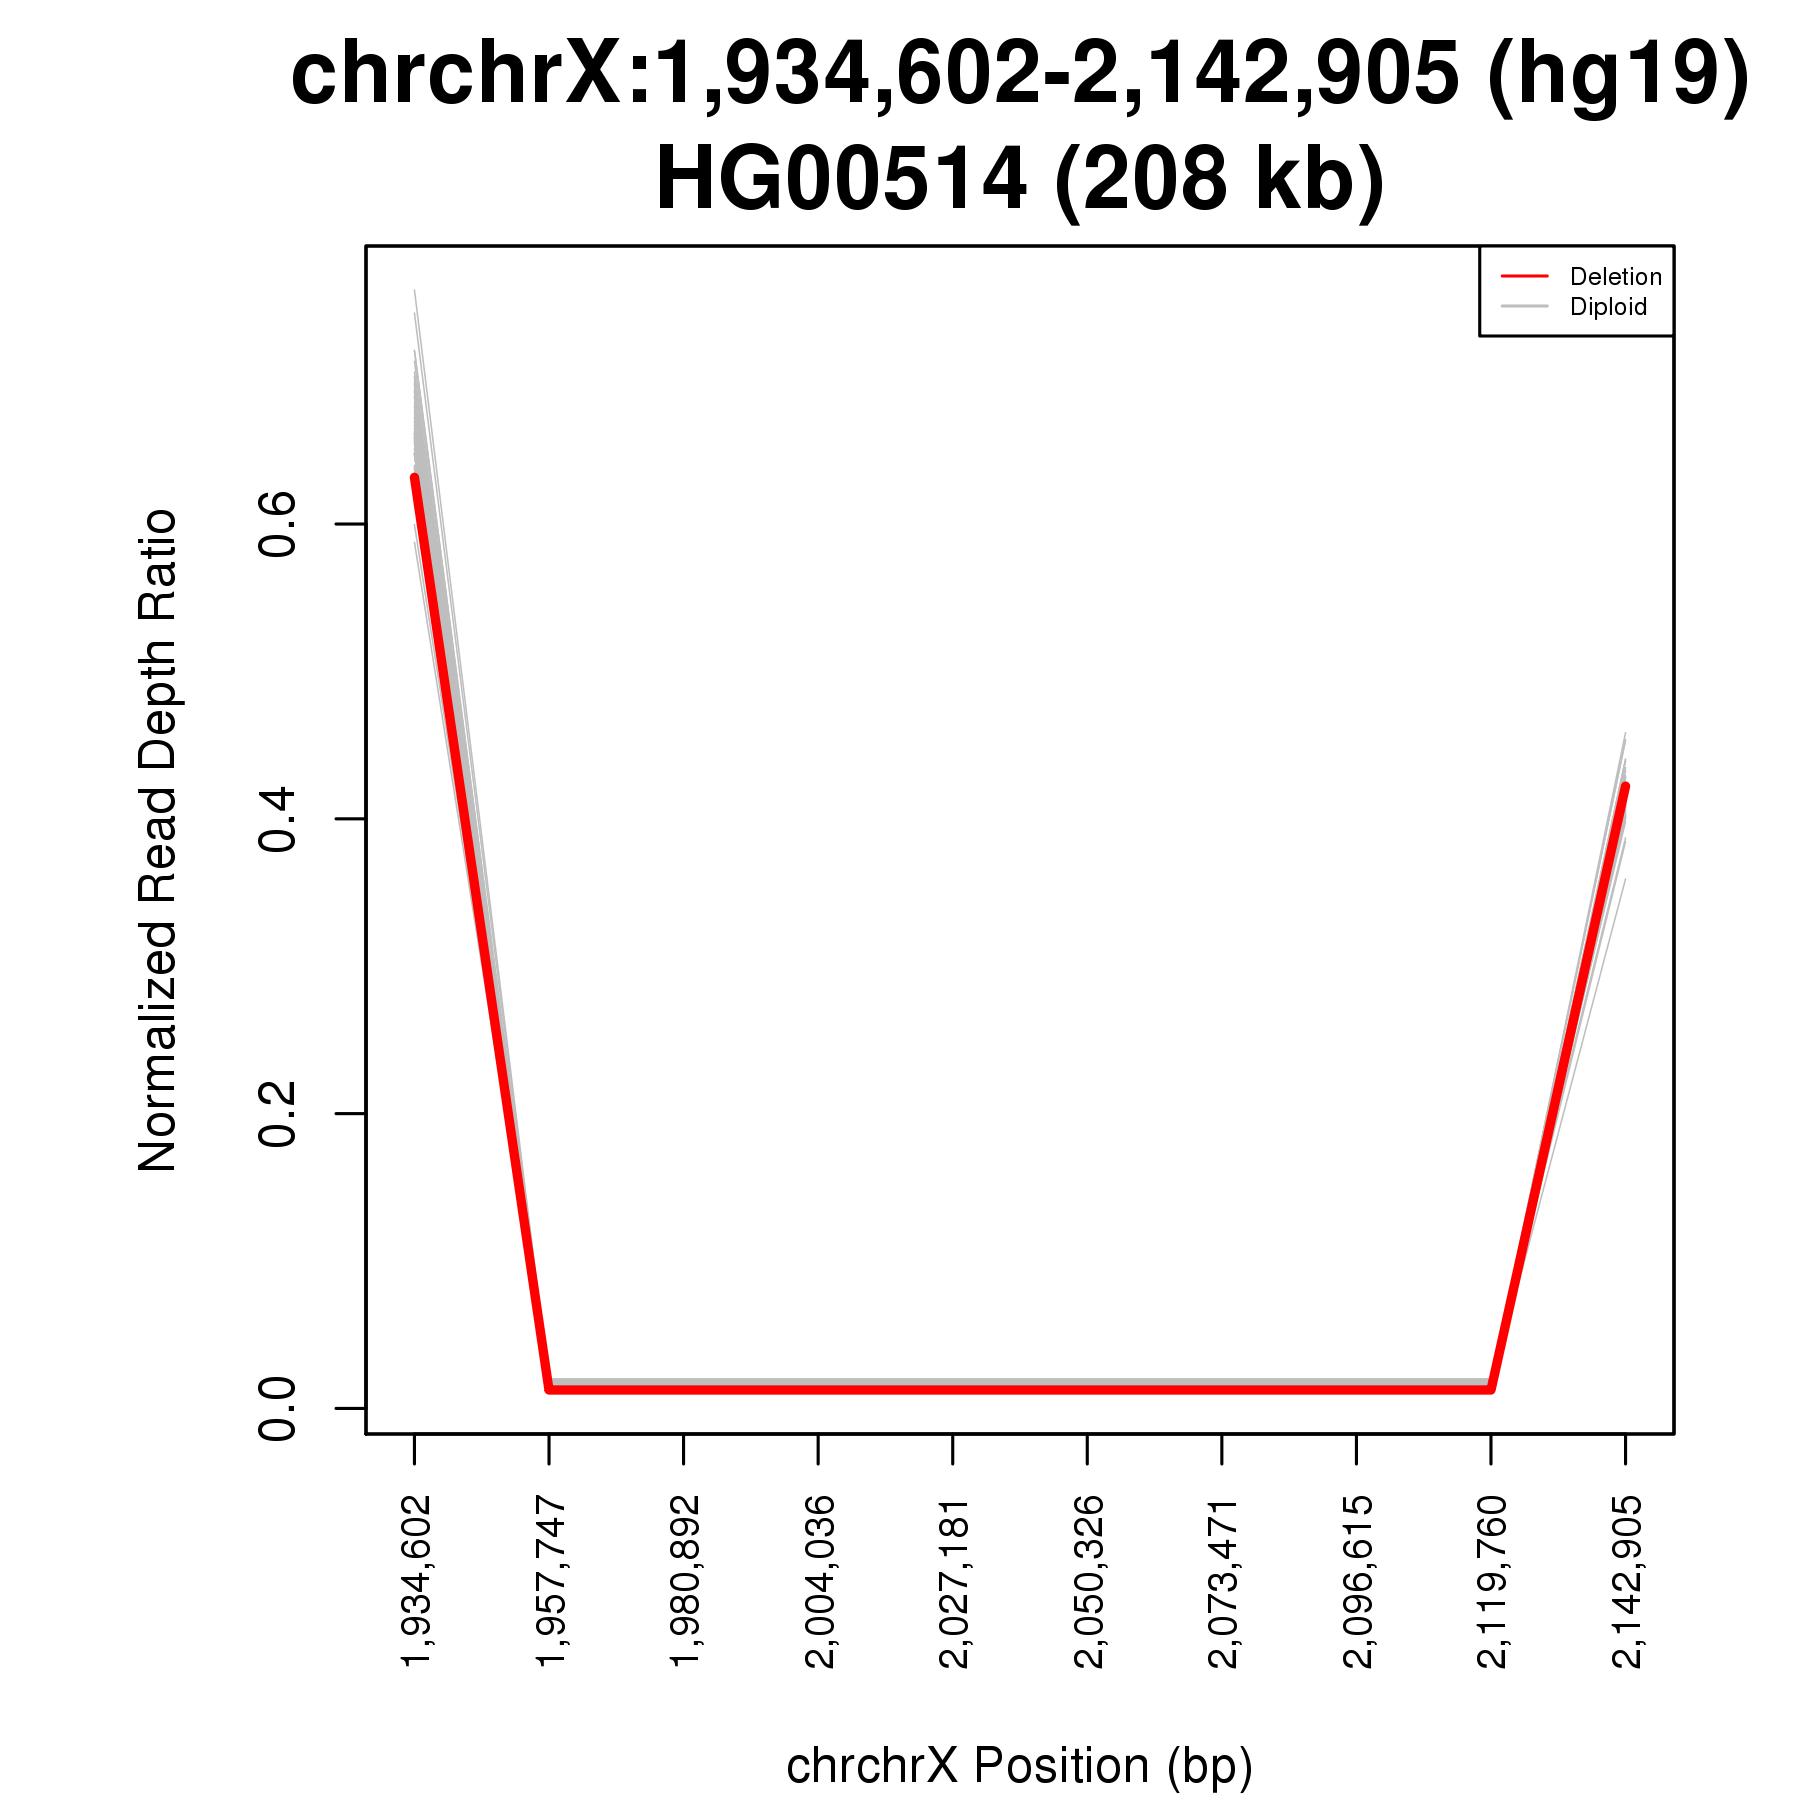 chrchrX:1,934,602-2,142,905 (hg19)
HG00514 (208 kb)
Deletion
Diploid
Normalized Read Depth Ratio
0.6
0.4
0.2
0.0
1,934,602
1,957,747
1,980,892
2,004,036
2,027,181
2,050,326
2,073,471
2,096,615
2,119,760
2,142,905
chrchrX Position (bp)